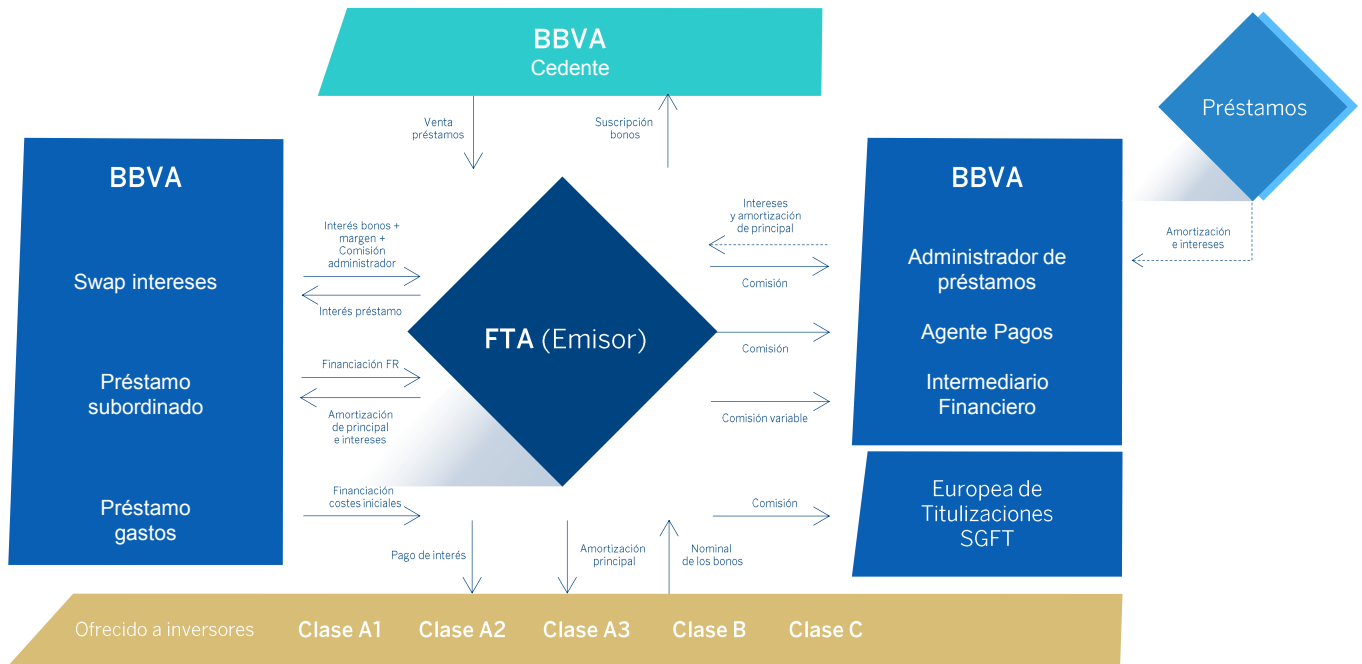 BBVA
Cedente
Préstamos
Venta
préstamos
Suscripción
bonos
BBVA
Swap intereses
Préstamo
subordinado
Préstamo
gastos
Interés bonos +
margen +
Comisión
administrador
Interés préstamo
Financiación FR
Amortización
de principal
e intereses
Financiación
costes iniciales
FTA (Emisor)
Intereses
y amortización
de principal
Comisión
Comisión
Comisión variable
Comisión
BBVA
Administrador de
préstamos
Agente Pagos
Intermediario
Financiero
Amortización
e intereses
Europea de
Titulizaciones
SGFT
Pago de interés
Amortización
principal
Nominal
de los bonos
Ofrecido a inversores Clase A1 Clase A2 Clase A3 Clase B Clase C